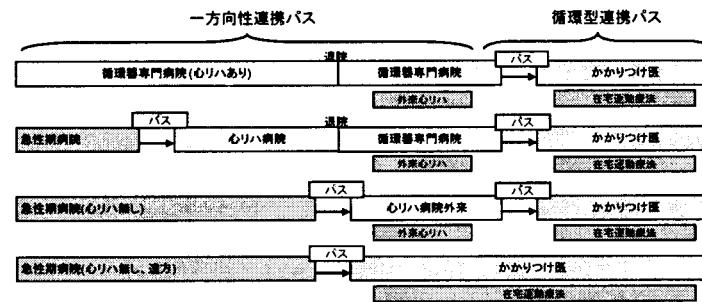 一方向性連携パス
循環型連携パス
退院
パス
循環器専門病院(心リハあり)
循環器専門病院
かかりつけ医
外来心リハ
在宅運動療法
パス
退院
パス
急性期病院
心リハ病院
循環器専門病院
かかりつけ医
外来心リハ
在宅運動療法
パス
パス
急性期病院(心リハ無し)
心リハ病院外来
かかりつけ医
外来心リハ
在宅運動療法
パス
急性期病院(心リハ無し、遠方)
かかりつけ医
在宅運動療法